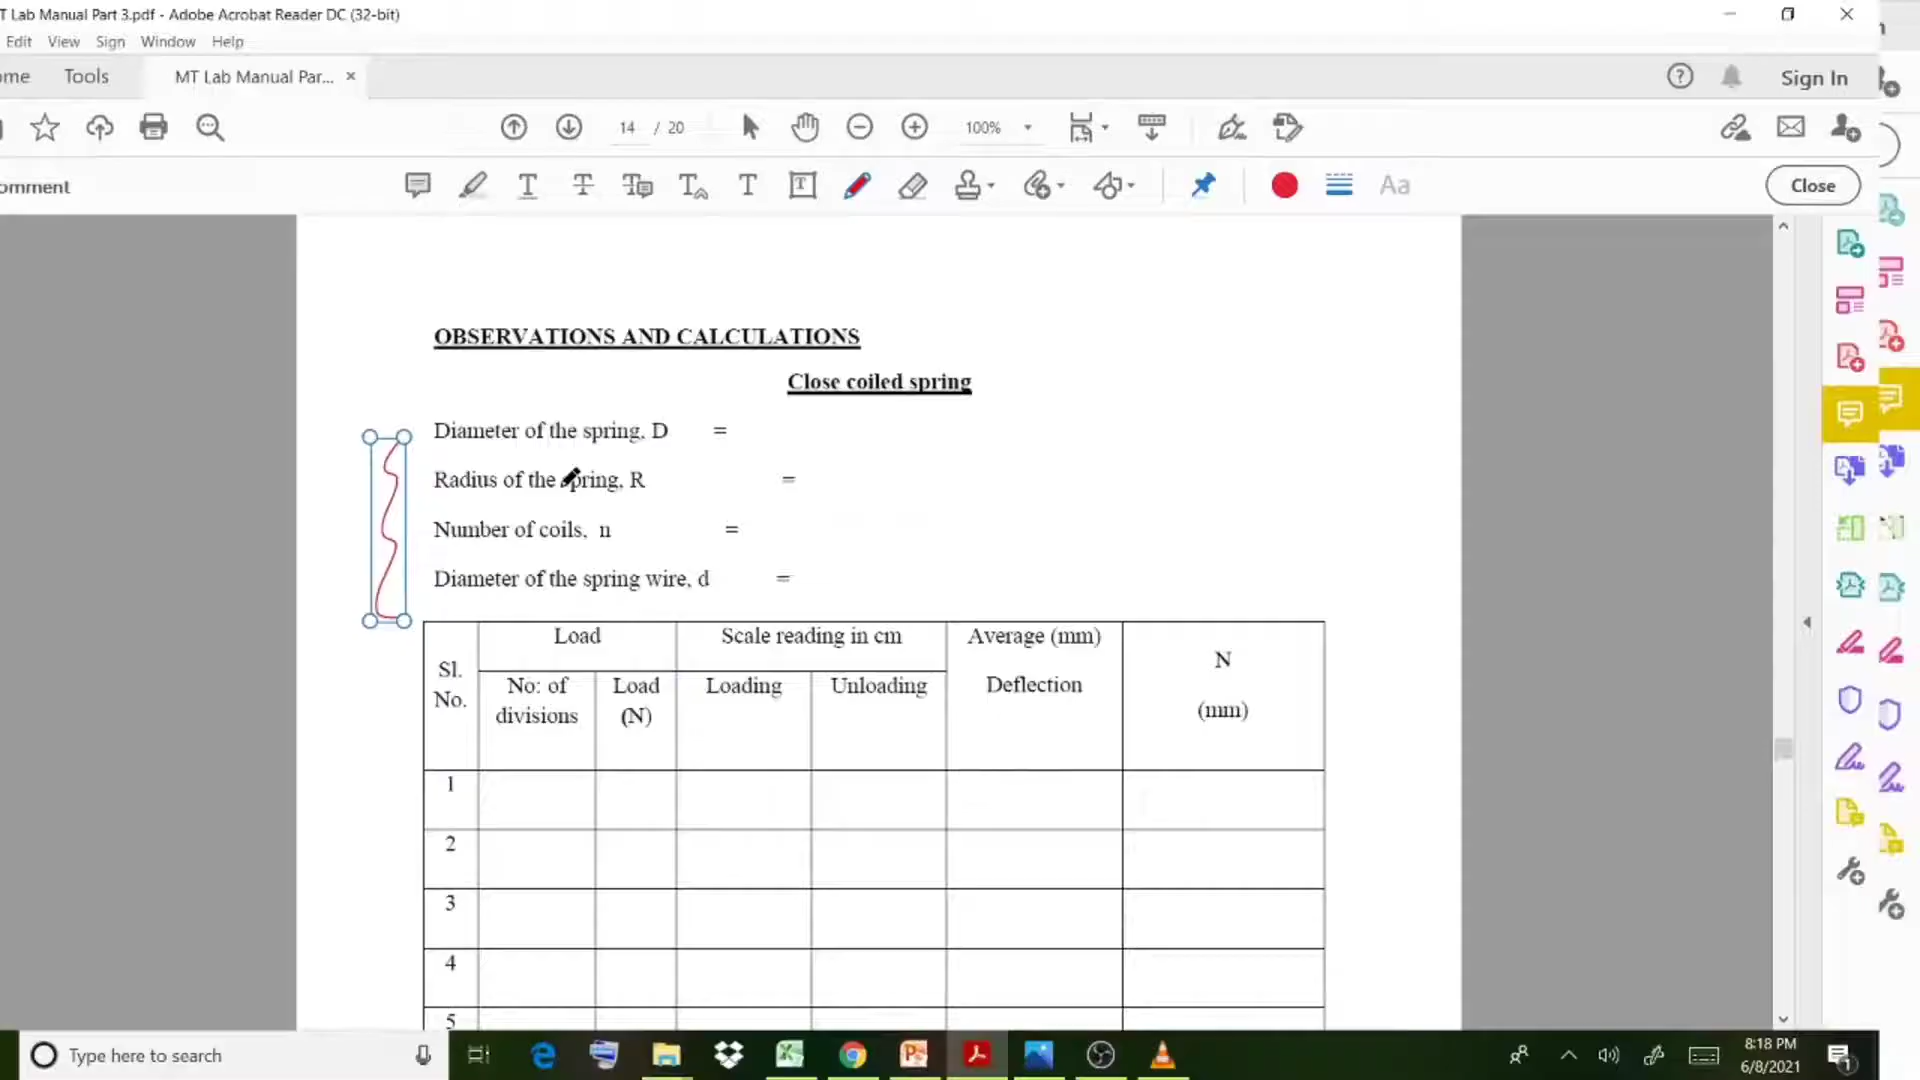 T Lab Manual Part 3.pdf - Adobe Acrobat Reader DC (32-bit)
Edit View Sign Window Help
ome Tools MT Lab Manual Par... × Sign In
14 / 20 100%
omment Aa Close
OBSERVATIONS AND CALCULATIONS
Close coiled spring
Diameter of the spring, D =
Radius of the spring, R =
Number of coils, n =
Diameter of the spring wire, d =
Sl. No. Load Scale reading in cm Average (mm) Deflection N (mm)
No: of divisions Load (N) Loading Unloading
1
2
3
4
5
Type here to search
8:18 PM
6/8/2021